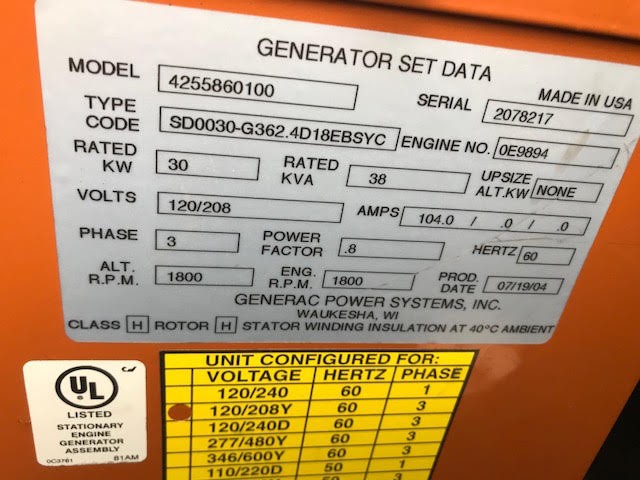 GENERATOR SET DATA
MODEL 4255860100 SERIAL 2078217 MADE IN USA
TYPE CODE SD0030-G362.4D18EBSYC ENGINE NO. 0E9894
RATED KW 30 RATED KVA 38 UPSIZE ALT.KW NONE
VOLTS 120/208 AMPS 104.0 / .0 / .0
PHASE 3 POWER FACTOR .8 HERTZ 60
ALT. R.P.M. 1800 ENG. R.P.M. 1800 PROD. DATE 07/19/04
GENERAC POWER SYSTEMS, INC.
WAUKESHA, WI
CLASS H ROTOR H STATOR WINDING INSULATION AT 40°C AMBIENT
UL
LISTED
STATIONARY
ENGINE
GENERATOR
ASSEMBLY
0C3761 81AM
UNIT CONFIGURED FOR:
VOLTAGE HERTZ PHASE
120/240 60 1
120/208Y 60 3
120/240D 60 3
277/480Y 60 3
346/600Y 60 3
110/220D 50 1
50 3